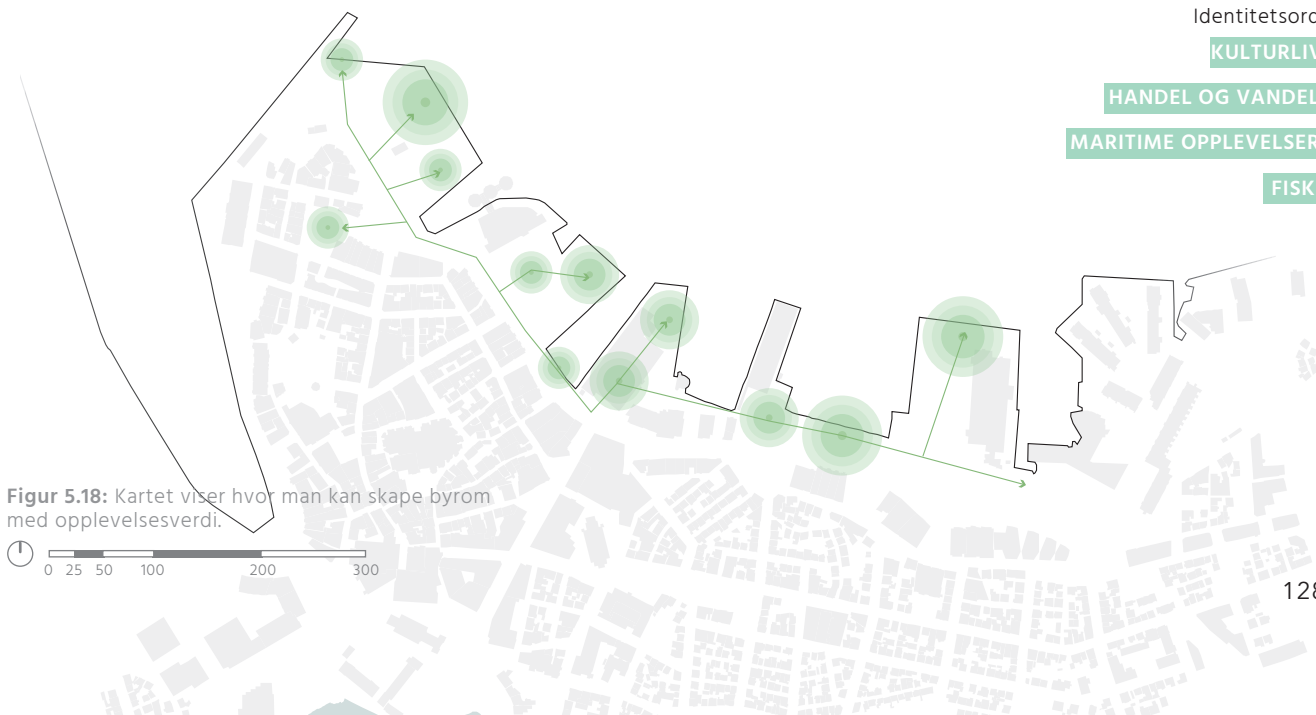 Identitetsord
KULTURLIV
HANDEL OG VANDEL
MARITIME OPPLEVELSER
FISK
Figur 5.18: Kartet viser hvor man kan skape byrom
med opplevelsesverdi.
0 25 50 100 200 300
128